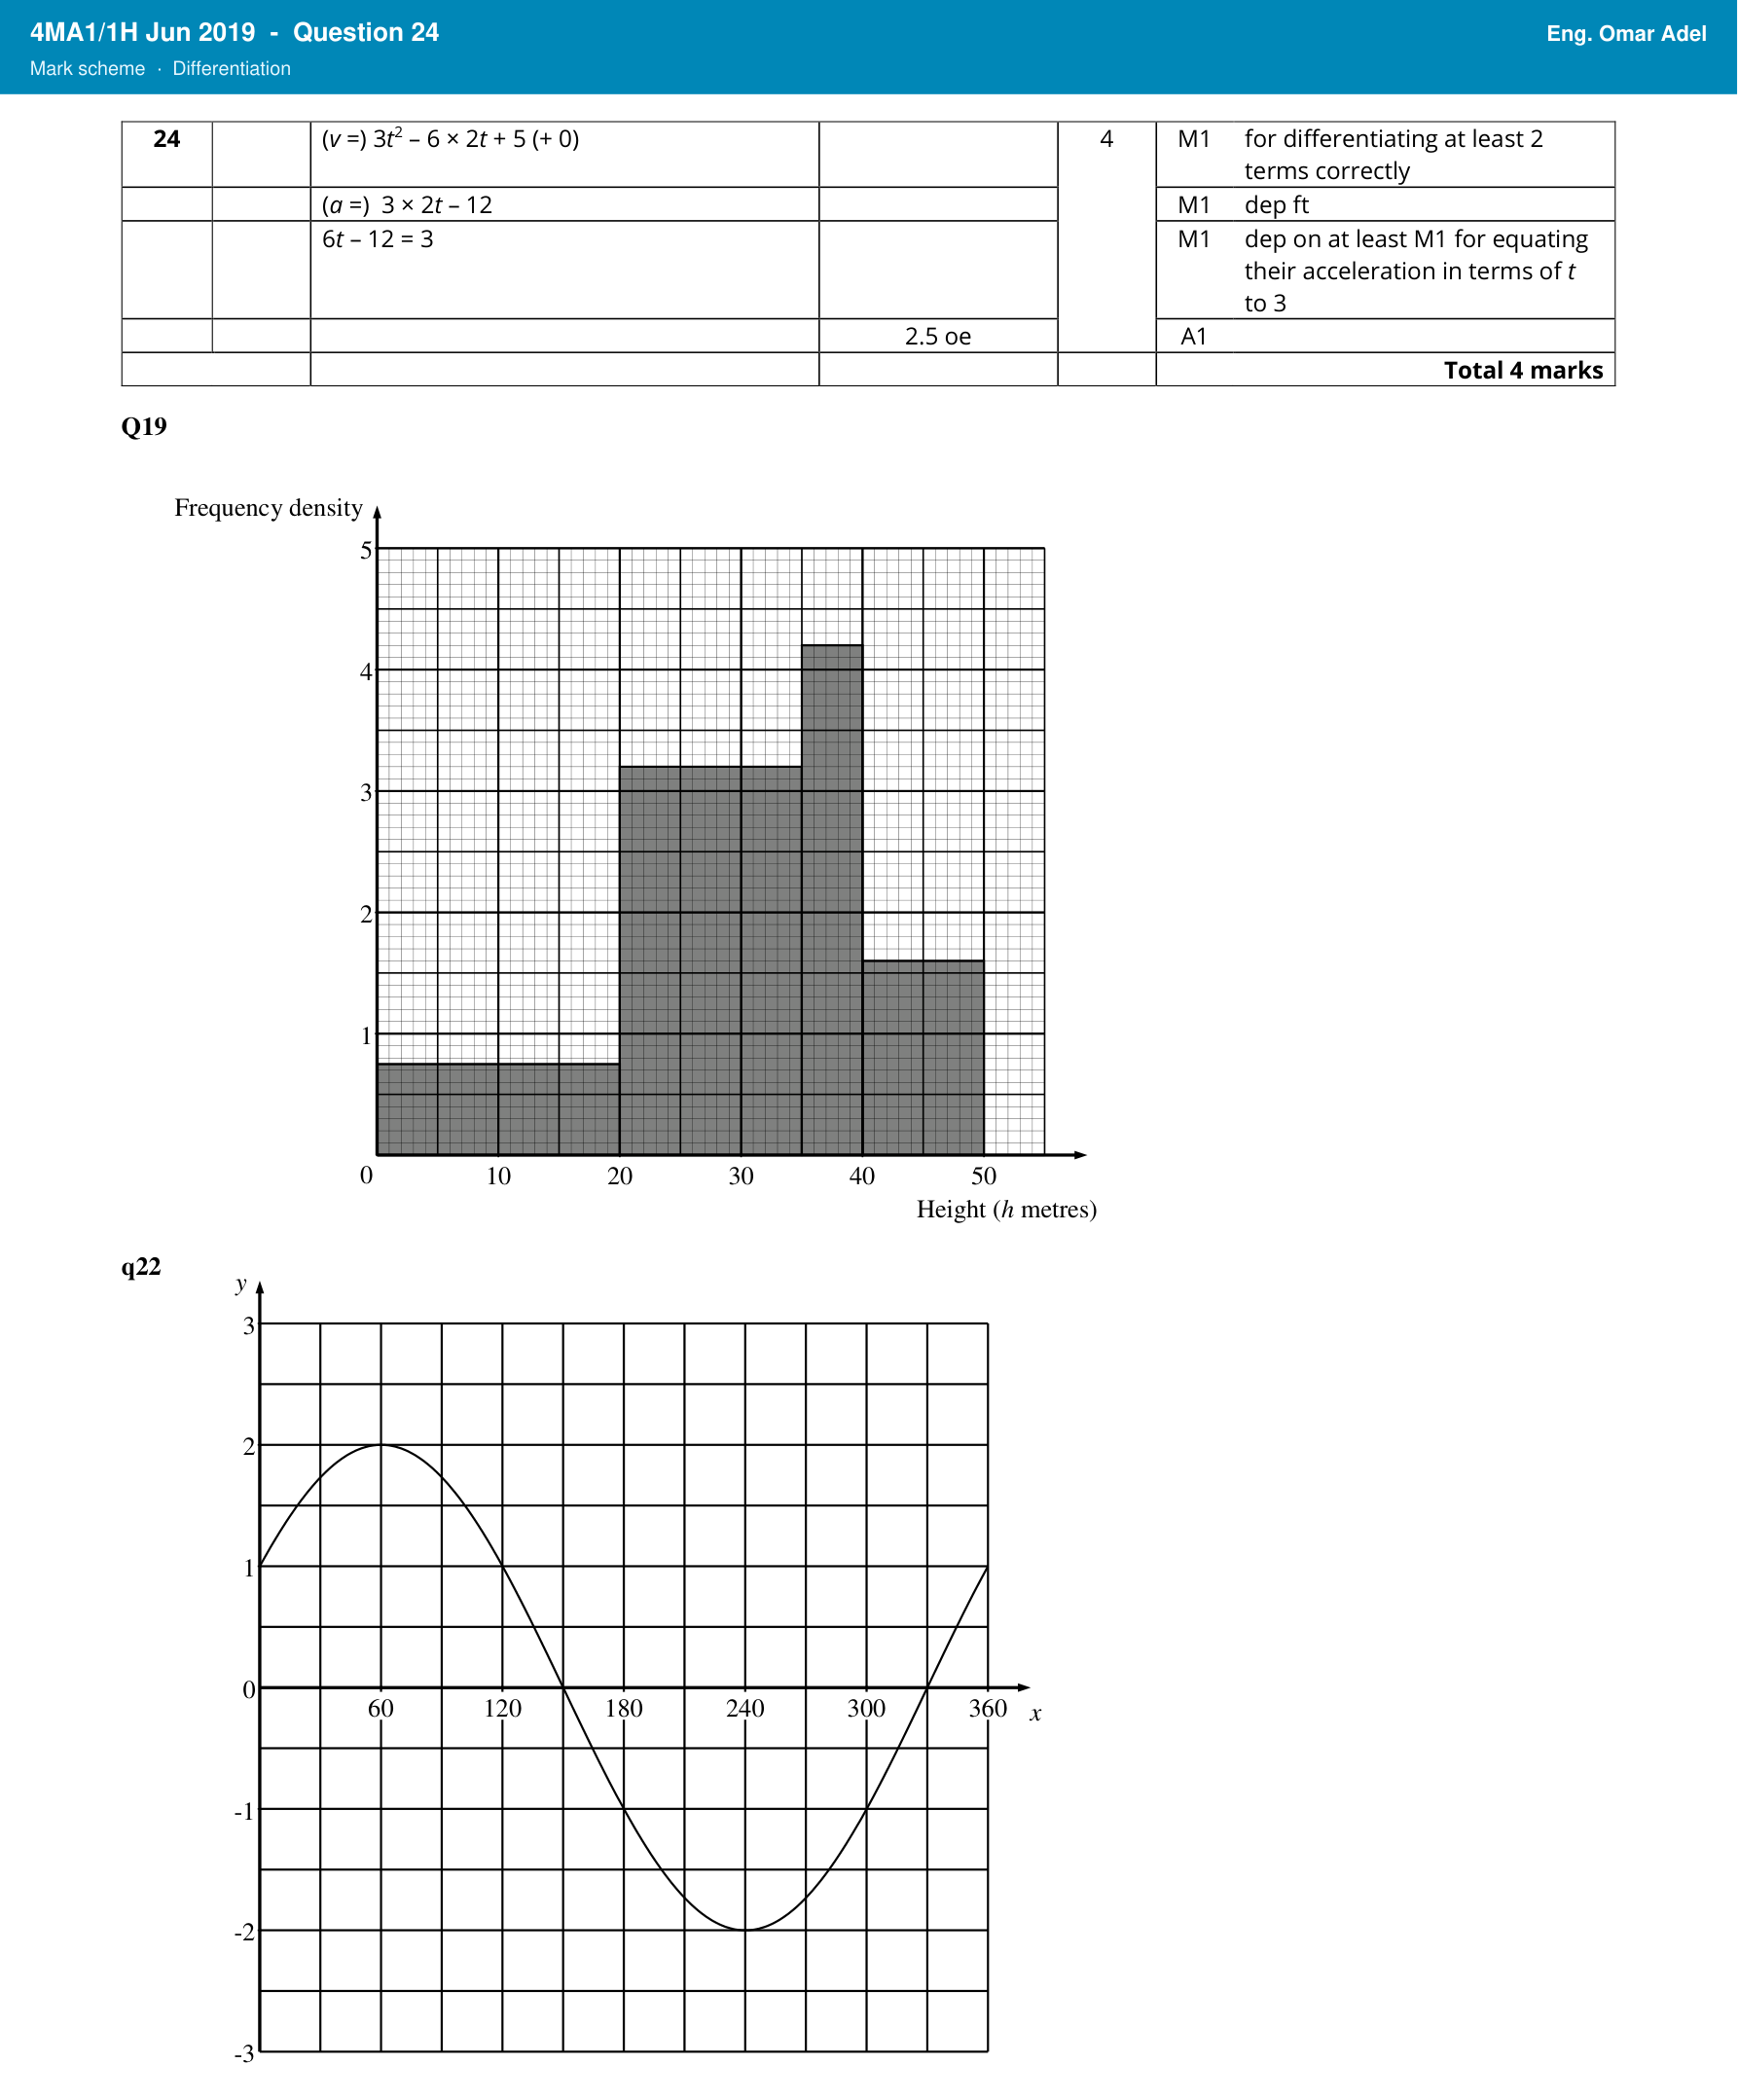 4MA1/1H Jun 2019 - Question 24
Eng. Omar Adel
Mark scheme · Differentiation
24 (v =) 3t² – 6 × 2t + 5 (+ 0) 4 M1 for differentiating at least 2
terms correctly
(a =) 3 × 2t – 12 M1 dep ft
6t – 12 = 3 M1 dep on at least M1 for equating
their acceleration in terms of t
to 3
2.5 oe A1
Total 4 marks
Q19
Frequency density
5
4
3
2
1
0 10 20 30 40 50
Height (h metres)
q22
y
3
2
1
0
60 120 180 240 300 360 x
-1
-2
-3